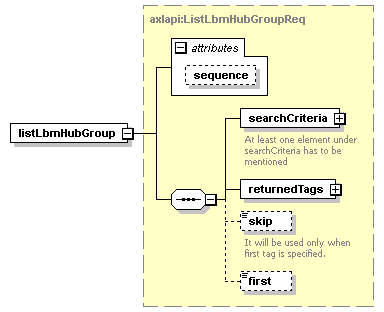 axlapi:ListLbmHubGroupReq
attributes
sequence
listLbmHubGroup
searchCriteria
At least one element under
searchCriteria has to be
mentioned
returnedTags
skip
It will be used only when
first tag is specified.
first